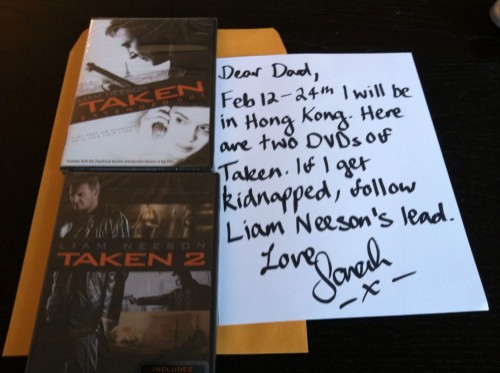 TAKEN
Dear Dad,
Feb 12-24th I will be
in Hong Kong. Here
are two DVDs of
Taken. If I get
kidnapped, follow
Liam Neeson's lead.
Love
Sarah
- x -
LIAM NEESON
TAKEN 2
INCLUDES